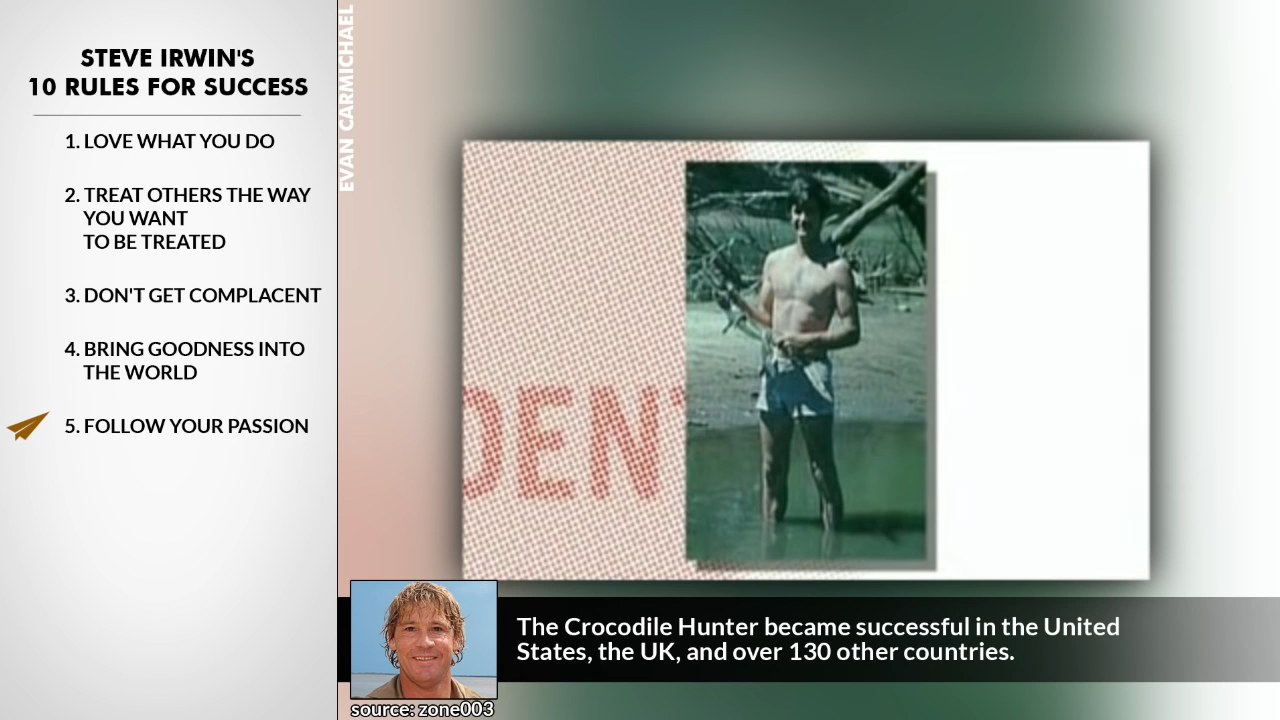 STEVE IRWIN'S
10 RULES FOR SUCCESS
1. LOVE WHAT YOU DO
2. TREAT OTHERS THE WAY
YOU WANT
TO BE TREATED
3. DON'T GET COMPLACENT
4. BRING GOODNESS INTO
THE WORLD
5. FOLLOW YOUR PASSION
EVAN CARMICHAEL
DENT
The Crocodile Hunter became successful in the United
States, the UK, and over 130 other countries.
source: zone003